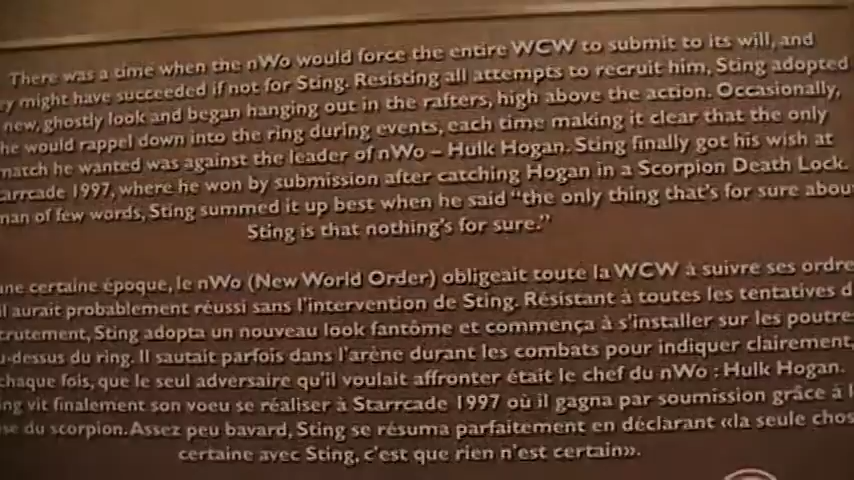 There was a time when the nWo would force the entire WCW to submit to its will, and
ey might have succeeded if not for Sting. Resisting all attempts to recruit him, Sting adopted
new, ghostly look and began hanging out in the rafters, high above the action. Occasionally,
he would rappel down into the ring during events, each time making it clear that the only
match he wanted was against the leader of nWo – Hulk Hogan. Sting finally got his wish at
arrcade 1997, where he won by submission after catching Hogan in a Scorpion Death Lock.
man of few words, Sting summed it up best when he said "the only thing that's for sure abou
Sting is that nothing's for sure."
une certaine époque, le nWo (New World Order) obligeait toute la WCW à suivre ses ordre
il aurait probablement réussi sans l'intervention de Sting. Résistant à toutes les tentatives d
crutement, Sting adopta un nouveau look fantôme et commença à s'installer sur les poutre
u-dessus du ring. Il sautait parfois dans l'arène durant les combats pour indiquer clairement,
chaque fois, que le seul adversaire qu'il voulait affronter était le chef du nWo : Hulk Hogan.
ing vit finalement son voeu se réaliser à Starrcade 1997 où il gagna par soumission grâce à l
se du scorpion. Assez peu bavard, Sting se résuma parfaitement en déclarant «la seule chos
certaine avec Sting, c'est que rien n'est certain».